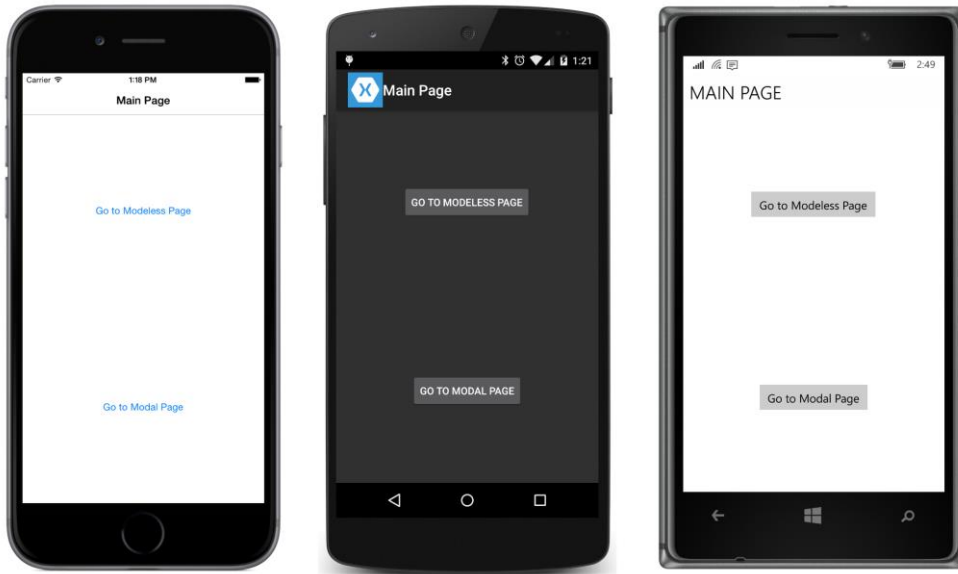 Carrier 1:18 PM
Main Page
Go to Modeless Page
Go to Modal Page
1:21
Main Page
GO TO MODELESS PAGE
GO TO MODAL PAGE
2:49
MAIN PAGE
Go to Modeless Page
Go to Modal Page